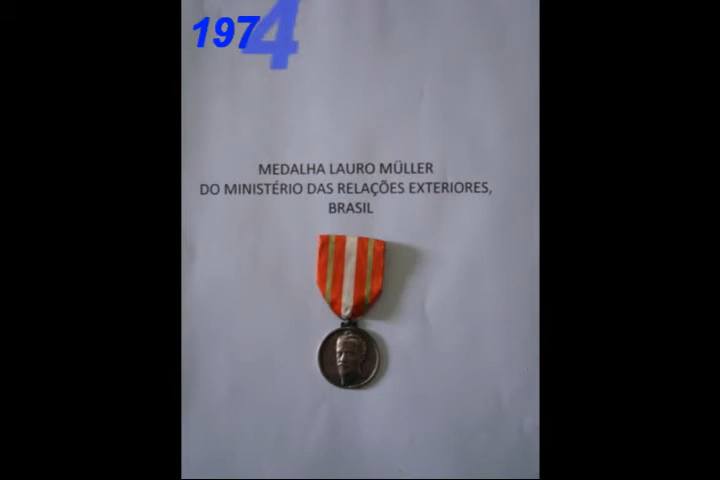 1974
MEDALHA LAURO MÜLLER
DO MINISTÉRIO DAS RELAÇÕES EXTERIORES,
BRASIL